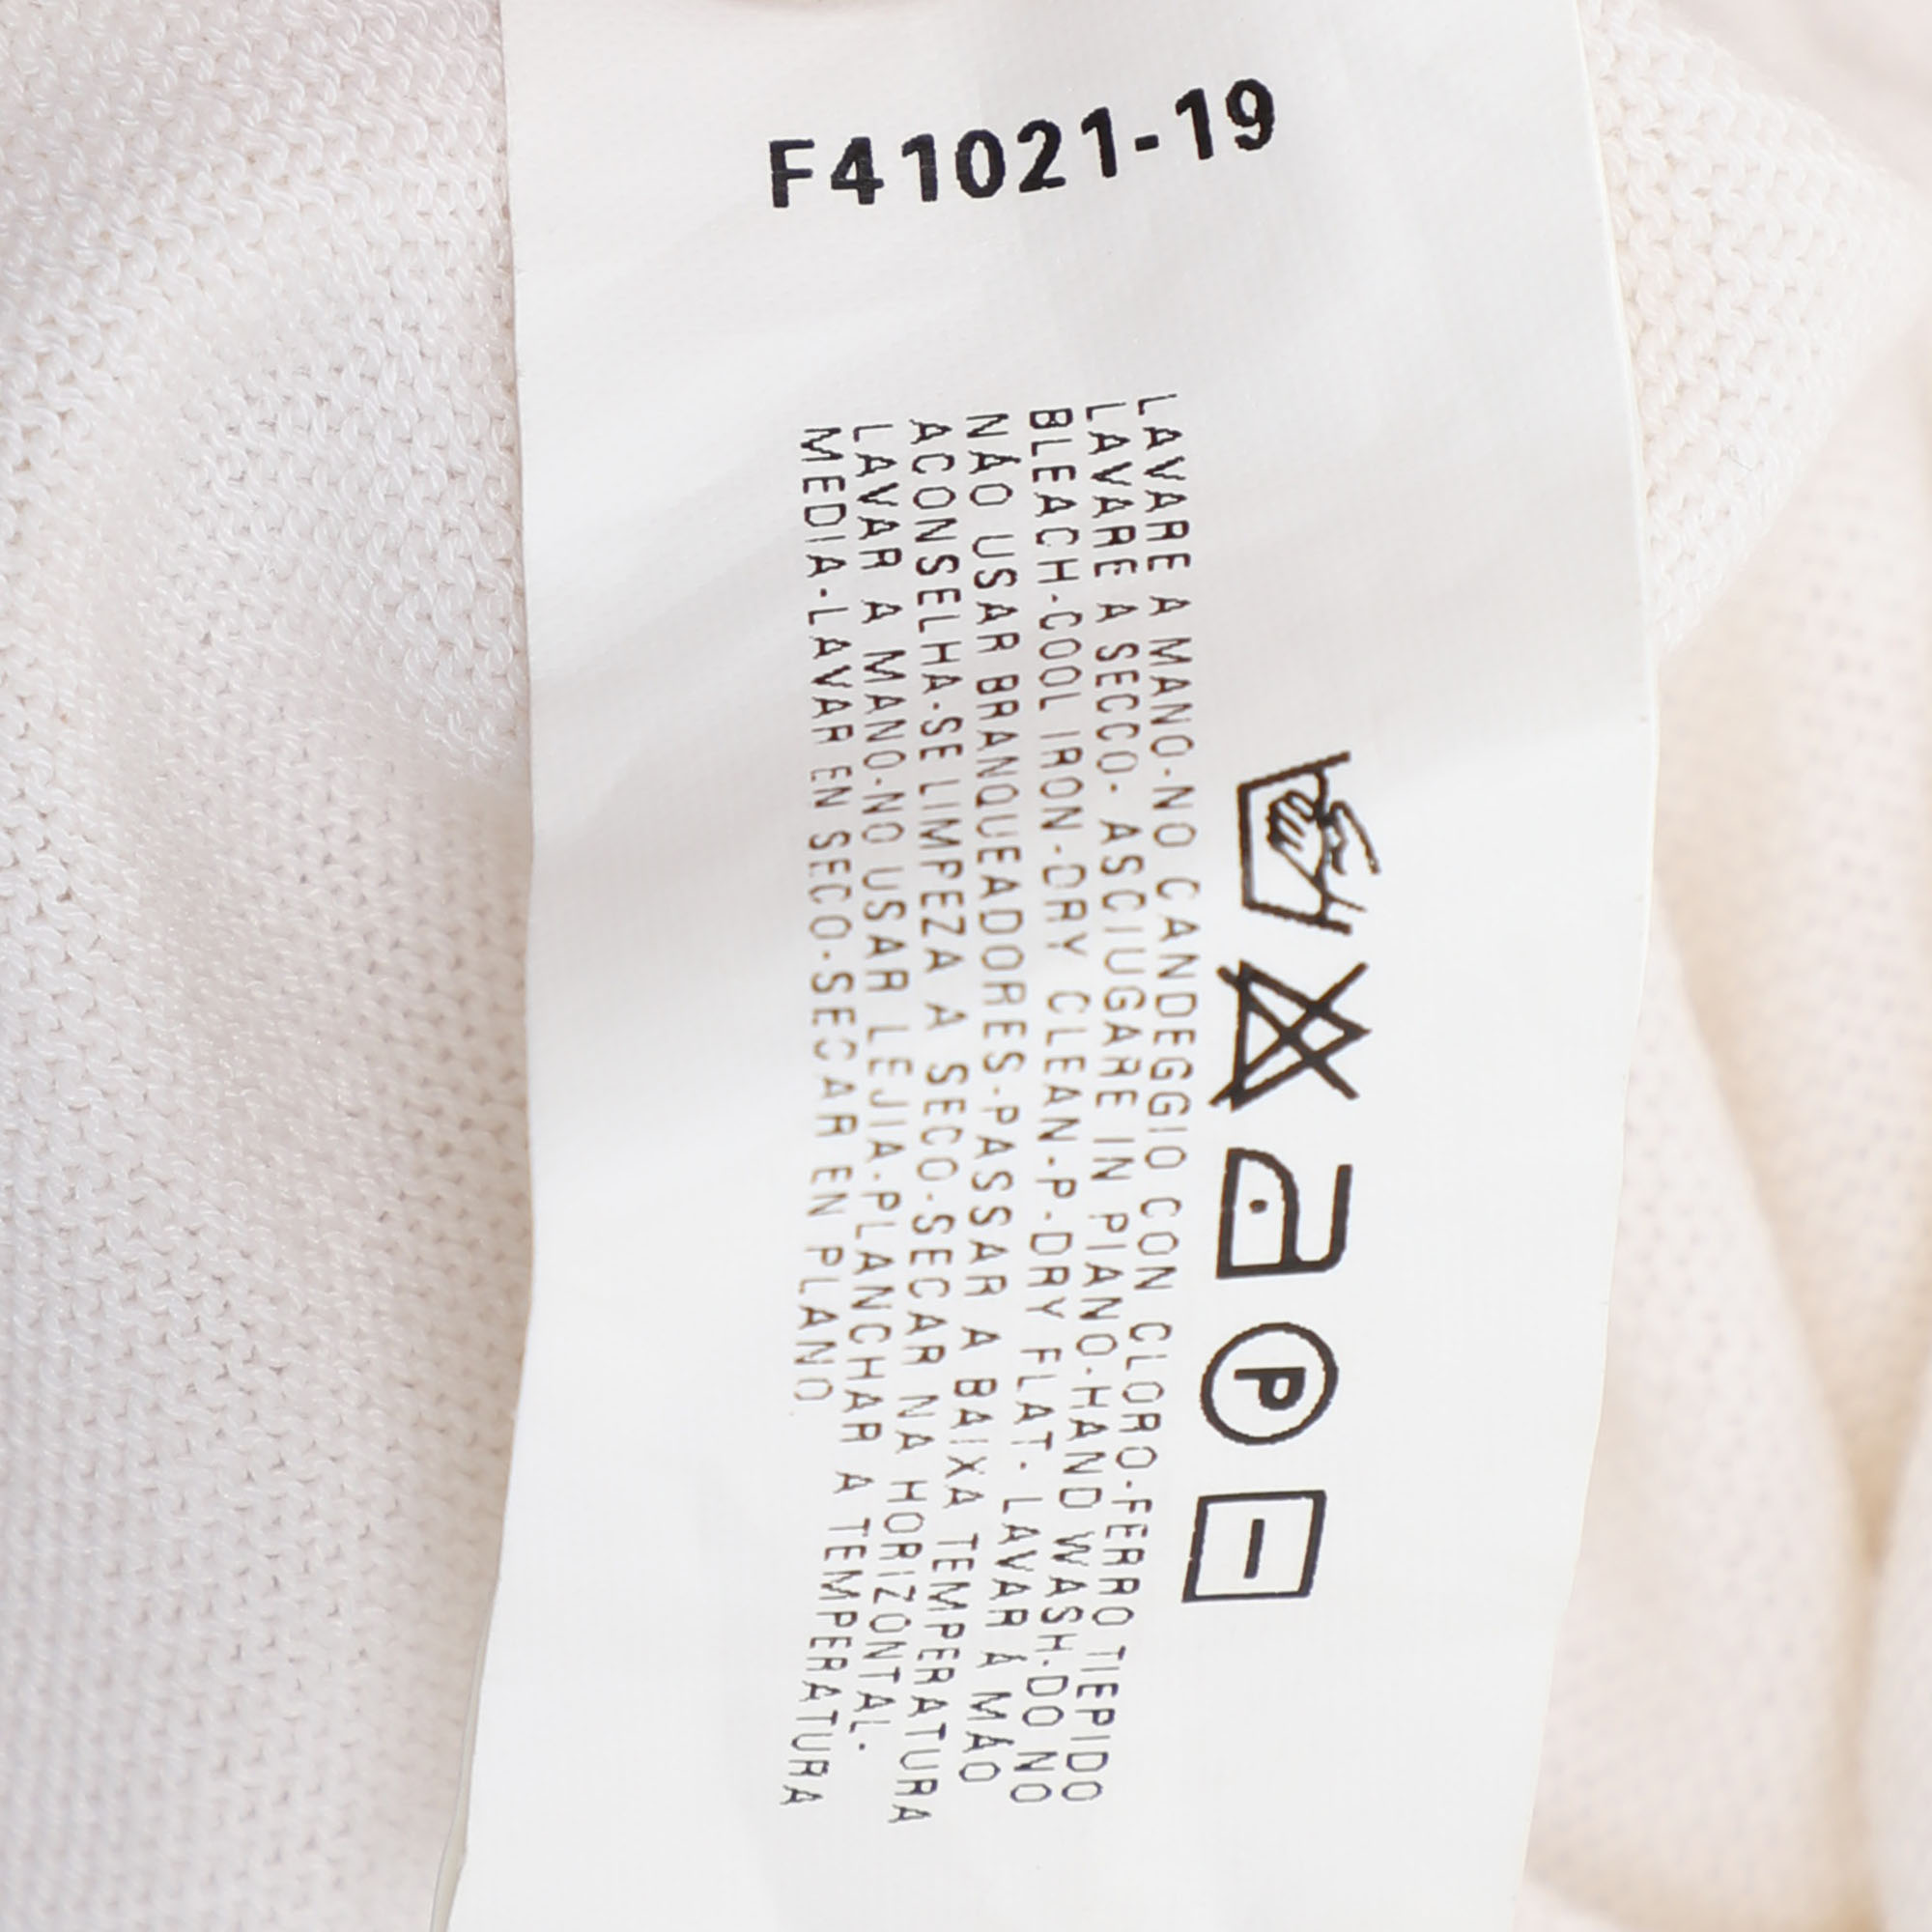 F41021-19
LAVARE A MANO-NO CANDEGGIO CON CLORO-FERRO TIEPIDO
LAVARE A SECCO- ASCIUGARE IN PIANO-HAND WASH-DO NO
BLEACH-COOL IRON-DRY CLEAN-P-DRY FLAT- LAVAR À MÃO
NÃO USAR BRANQUEADORES-PASSAR A BAIXA TEMPERATURA
ACONSELHA-SE LIMPEZA A SECO-SECAR NA HORIZONTAL-
LAVAR A MANO-NO USAR LEJIA-PLANCHAR A TEMPERATURA
MEDIA-LAVAR EN SECO-SECAR EN PLANO
P